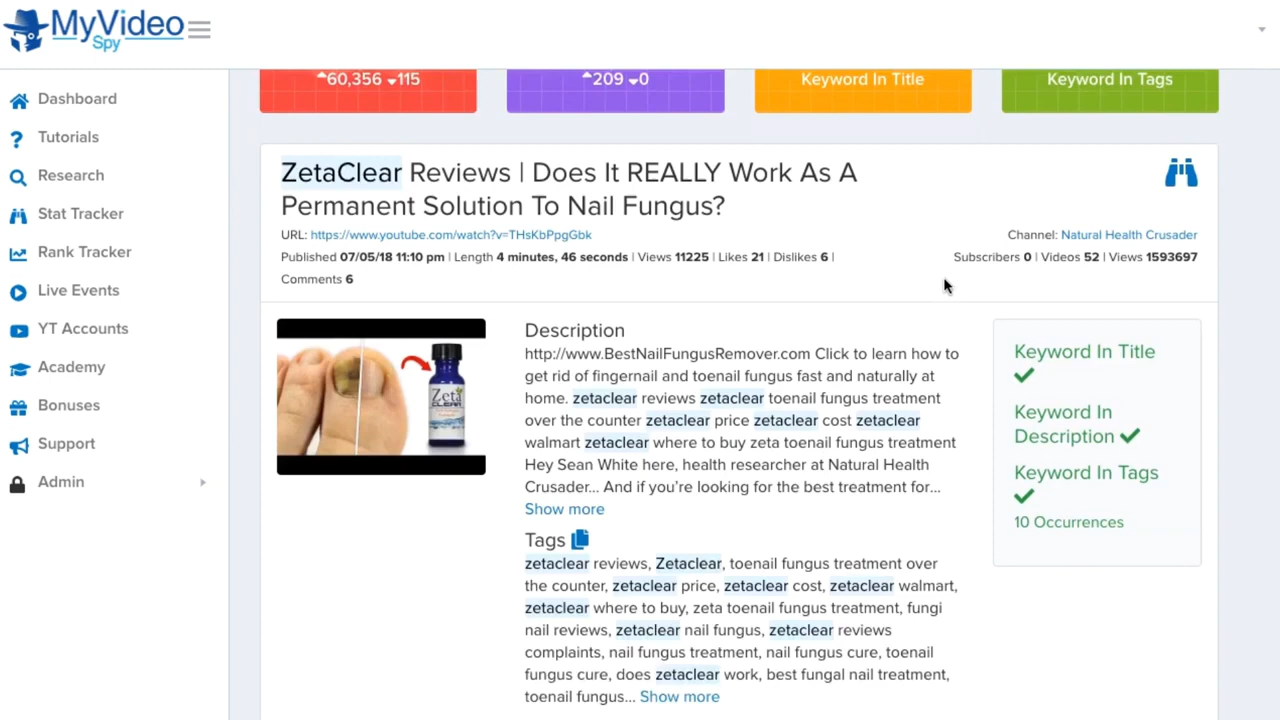 MyVideo
Spy
Dashboard
Tutorials
Research
Stat Tracker
Rank Tracker
Live Events
YT Accounts
Academy
Bonuses
Support
Admin
60,356 115
209 0
Keyword In Title
Keyword In Tags
ZetaClear Reviews | Does It REALLY Work As A
Permanent Solution To Nail Fungus?
URL: https://www.youtube.com/watch?v=THsKbPpgGbk
Published 07/05/18 11:10 pm | Length 4 minutes, 46 seconds | Views 11225 | Likes 21 | Dislikes 6 |
Comments 6
Channel: Natural Health Crusader
Subscribers 0 | Videos 52 | Views 1593697
Zeta
CLEAR
Description
http://www.BestNailFungusRemover.com Click to learn how to
get rid of fingernail and toenail fungus fast and naturally at
home. zetaclear reviews zetaclear toenail fungus treatment
over the counter zetaclear price zetaclear cost zetaclear
walmart zetaclear where to buy zeta toenail fungus treatment
Hey Sean White here, health researcher at Natural Health
Crusader... And if you're looking for the best treatment for...
Show more
Tags
zetaclear reviews, Zetaclear, toenail fungus treatment over
the counter, zetaclear price, zetaclear cost, zetaclear walmart,
zetaclear where to buy, zeta toenail fungus treatment, fungi
nail reviews, zetaclear nail fungus, zetaclear reviews
complaints, nail fungus treatment, nail fungus cure, toenail
fungus cure, does zetaclear work, best fungal nail treatment,
toenail fungus... Show more
Keyword In Title
Keyword In
Description
Keyword In Tags
10 Occurrences